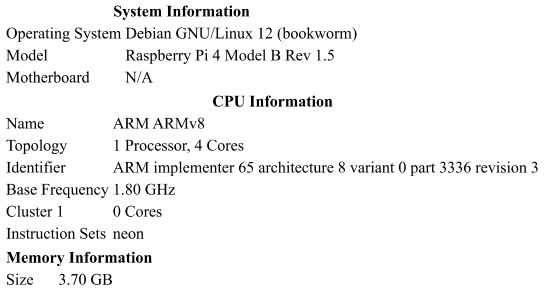 System Information
Operating System Debian GNU/Linux 12 (bookworm)
Model Raspberry Pi 4 Model B Rev 1.5
Motherboard N/A
CPU Information
Name ARM ARMv8
Topology 1 Processor, 4 Cores
Identifier ARM implementer 65 architecture 8 variant 0 part 3336 revision 3
Base Frequency 1.80 GHz
Cluster 1 0 Cores
Instruction Sets neon
Memory Information
Size 3.70 GB